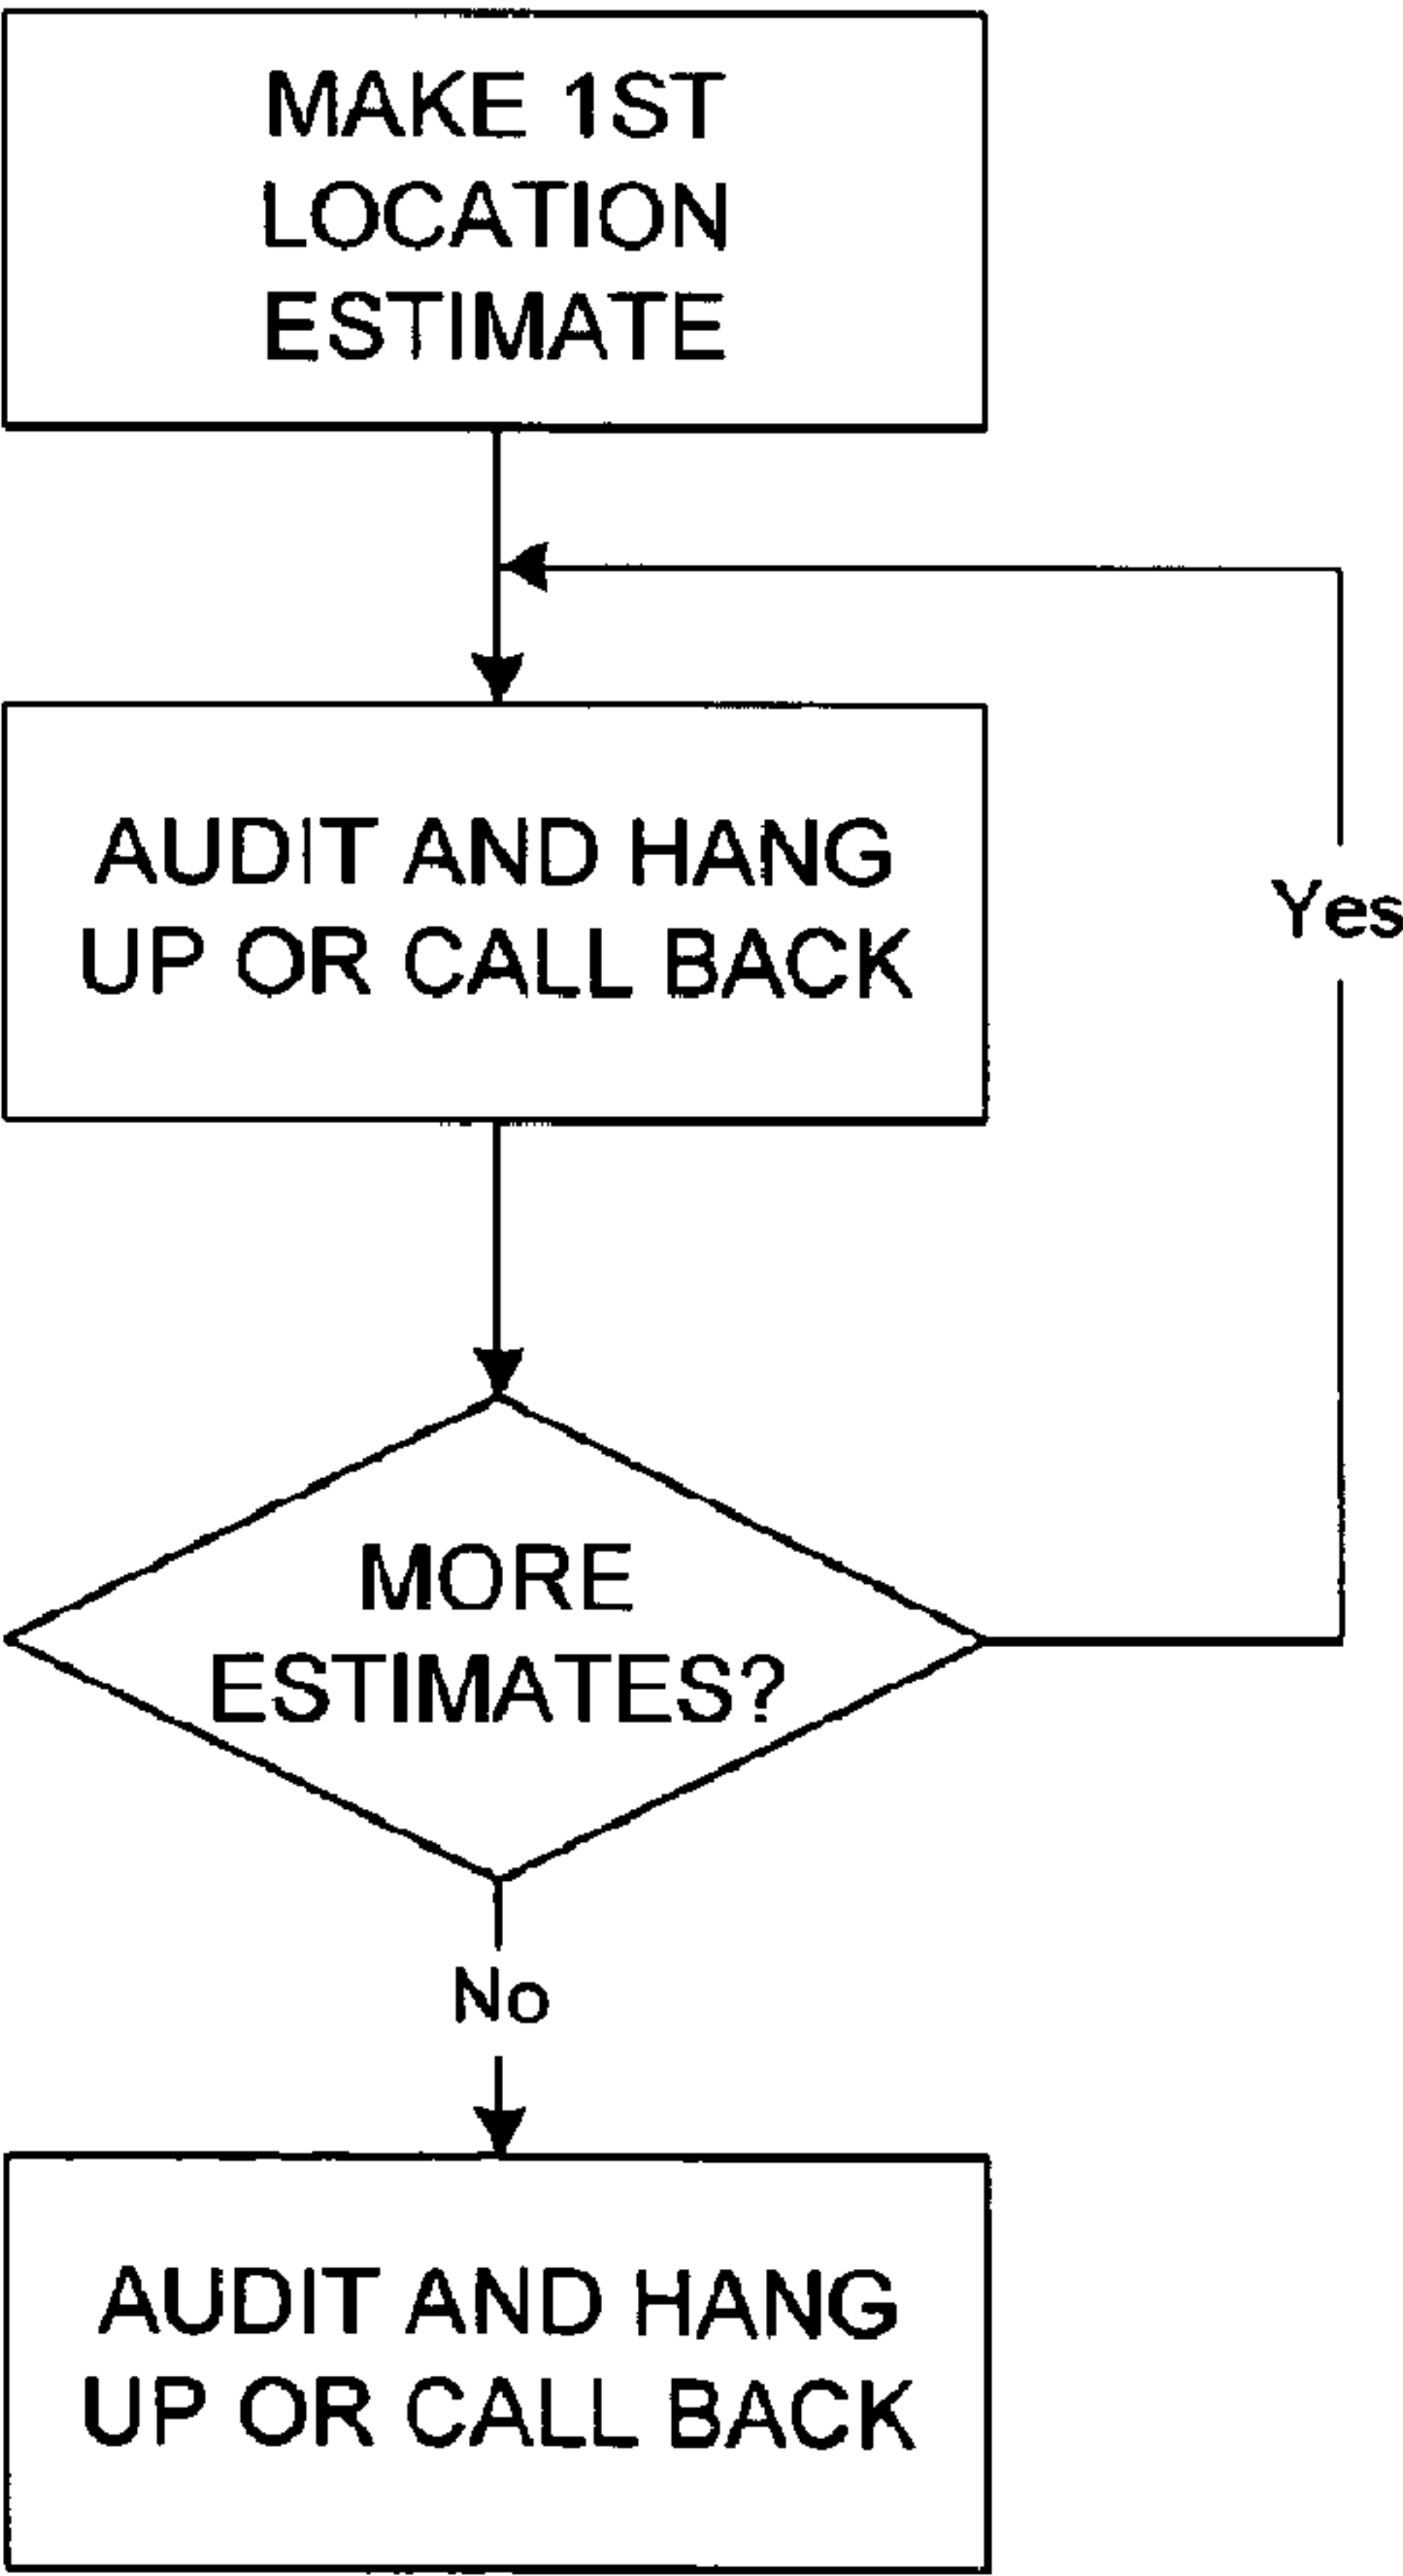 MAKE 1ST
LOCATION
ESTIMATE
AUDIT AND HANG
UP OR CALL BACK
Yes
MORE
ESTIMATES?
No
AUDIT AND HANG
UP OR CALL BACK